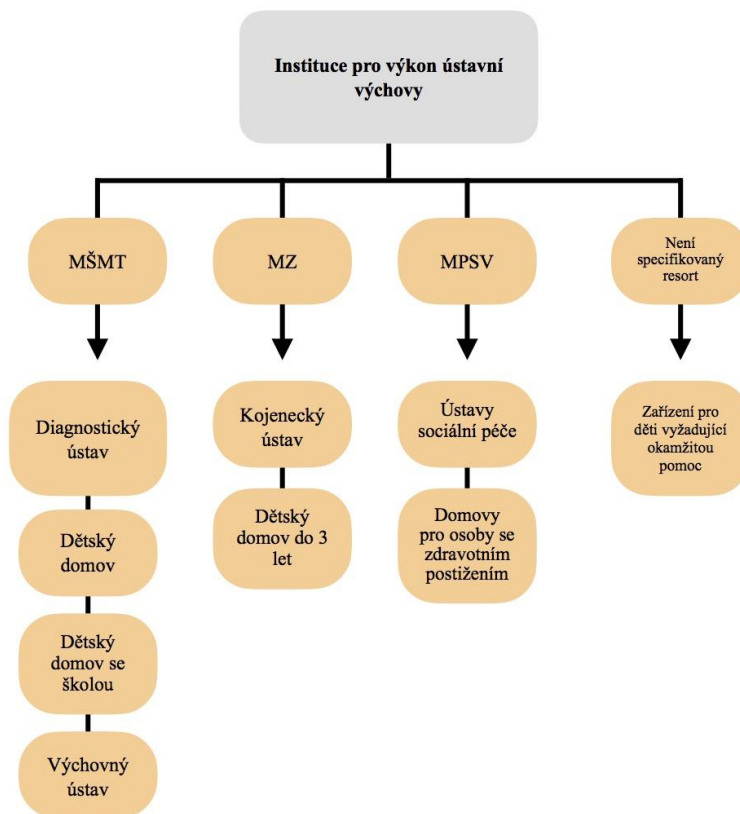 Instituce pro výkon ústavní
výchovy
MŠMT
MZ
MPSV
Není
specifikovaný
resort
Diagnostický
ústav
Dětský
domov
Dětský
domov se
školou
Výchovný
ústav
Kojenecký
ústav
Dětský
domov do 3
let
Ústavy
sociální péče
Domovy
pro osoby se
zdravotním
postižením
Zařízení pro
děti vyžadující
okamžitou
pomoc